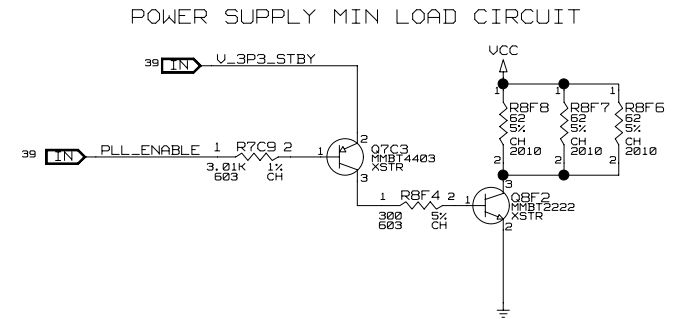 POWER SUPPLY MIN LOAD CIRCUIT
VCC
39 IN V_3P3_STBY
1 1 1
R8F8 R8F7 R8F6
62 62 62
5% 5% 5%
CH CH CH
2010 2010 2010
2 2 2
39 IN PLL_ENABLE 1 R7C9 2 1
3.01K 1%
603 CH
2
Q7C3
MMBT4403
XSTR
3
1 R8F4 2 1
300 5%
603 CH
3
Q8F2
MMBT2222
XSTR
2